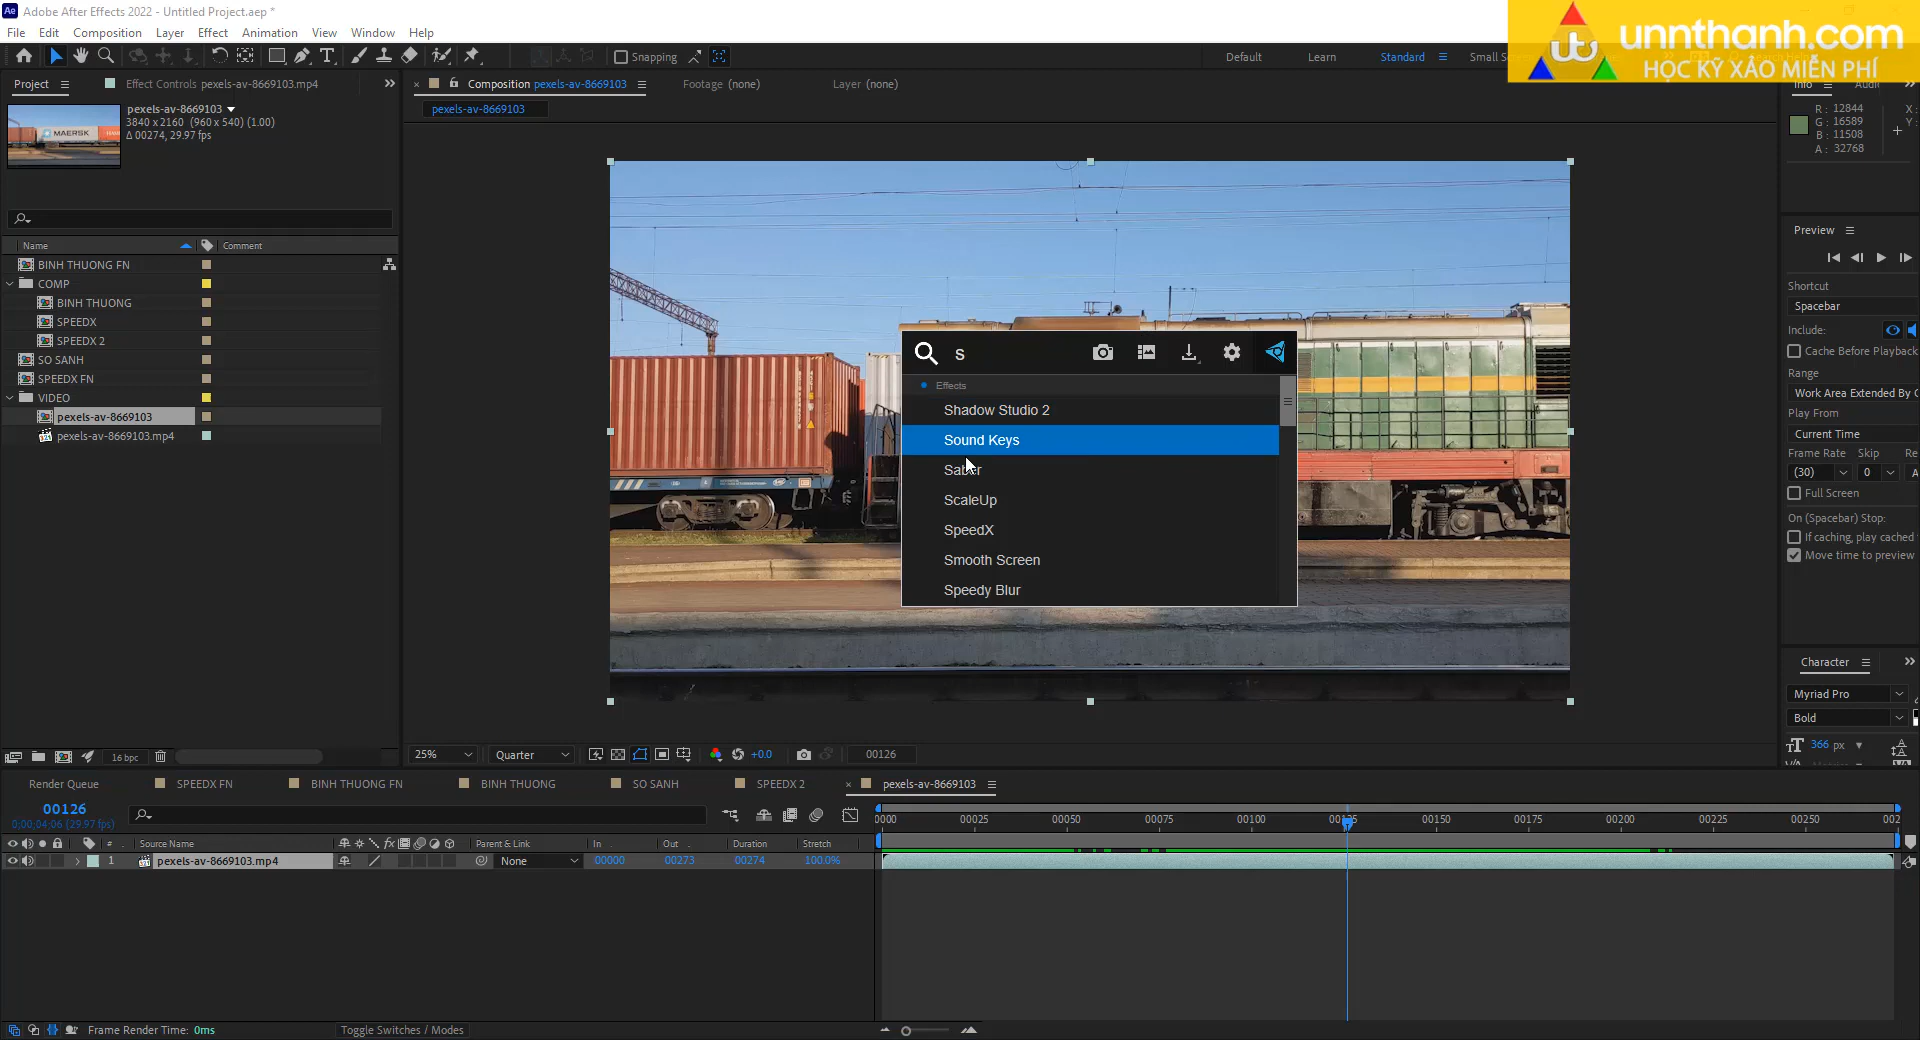 Ae Adobe After Effects 2022 - Untitled Project.aep *
File Edit Composition Layer Effect Animation View Window Help
Snapping
Default Learn Standard
unnthanh.com
HỌC KỸ XẢO MIỄN PHÍ
Project Effect Controls pexels-av-8669103.mp4
Composition pexels-av-8669103 Footage (none) Layer (none)
pexels-av-8669103
pexels-av-8669103
3840 x 2160 (960 x 540) (1.00)
Δ 00274, 29.97 fps
MAERSK
Name Comment
BINH THUONG FN
COMP
BINH THUONG
SPEEDX
SPEEDX 2
SO SANH
SPEEDX FN
VIDEO
pexels-av-8669103
pexels-av-8669103.mp4
s
Effects
Shadow Studio 2
Sound Keys
Saber
ScaleUp
SpeedX
Smooth Screen
Speedy Blur
Info
R: 12844
G: 16589
B: 11508
A: 32768
X:
Y:
Preview
Shortcut
Spacebar
Include:
Cache Before Playback
Range
Work Area Extended By C
Play From
Current Time
Frame Rate Skip Re
(30) 0
Full Screen
On (Spacebar) Stop:
If caching, play cached
Move time to preview
Character
Myriad Pro
Bold
366 px
16 bpc
25% Quarter +0.0 00126
Render Queue SPEEDX FN BINH THUONG FN BINH THUONG SO SANH SPEEDX 2 pexels-av-8669103
00126
0;00;04;06 (29.97 fps)
0000 00025 00050 00075 00100 00125 00150 00175 00200 00225 00250 002
# Source Name Parent & Link In Out Duration Stretch
1 pexels-av-8669103.mp4 None 00000 00273 00274 100.0%
Frame Render Time: 0ms Toggle Switches / Modes